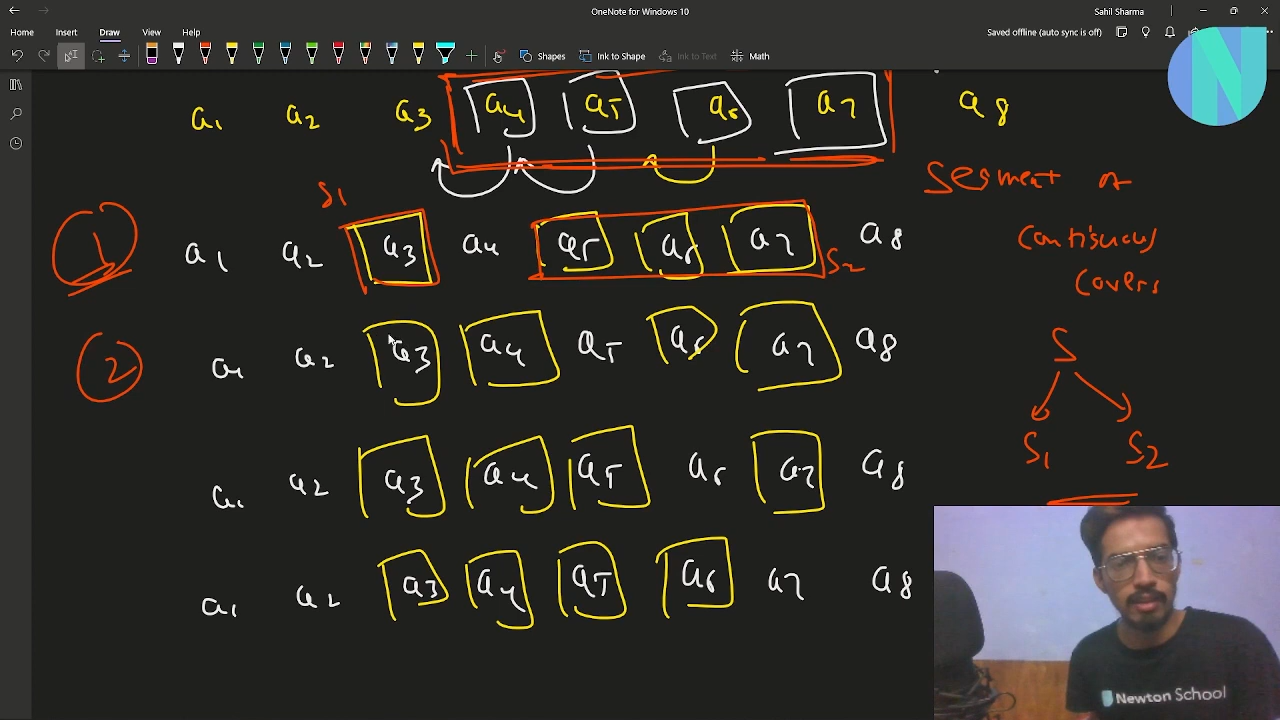 OneNote for Windows 10
Sahil Sharma
Home Insert Draw View Help
Saved offline (auto sync is off)
Shapes Ink to Shape Ink to Text Math
a1 a2 a3 a4 a5 a6 a7 a8
Segment of
continuous
covers
S
S1 S2
1
S1
a1 a2 a3 a4 a5 a6 a7 a8
S2
2
a1 a2 a3 a4 a5 a6 a7 a8
a1 a2 a3 a4 a5 a6 a7 a8
a1 a2 a3 a4 a5 a6 a7 a8
N
Newton School